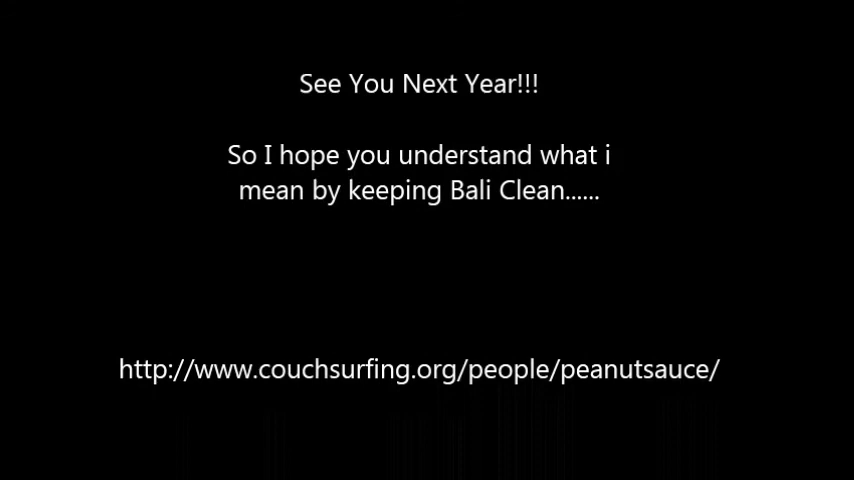 See You Next Year!!!
So I hope you understand what i
mean by keeping Bali Clean......
http://www.couchsurfing.org/people/peanutsauce/